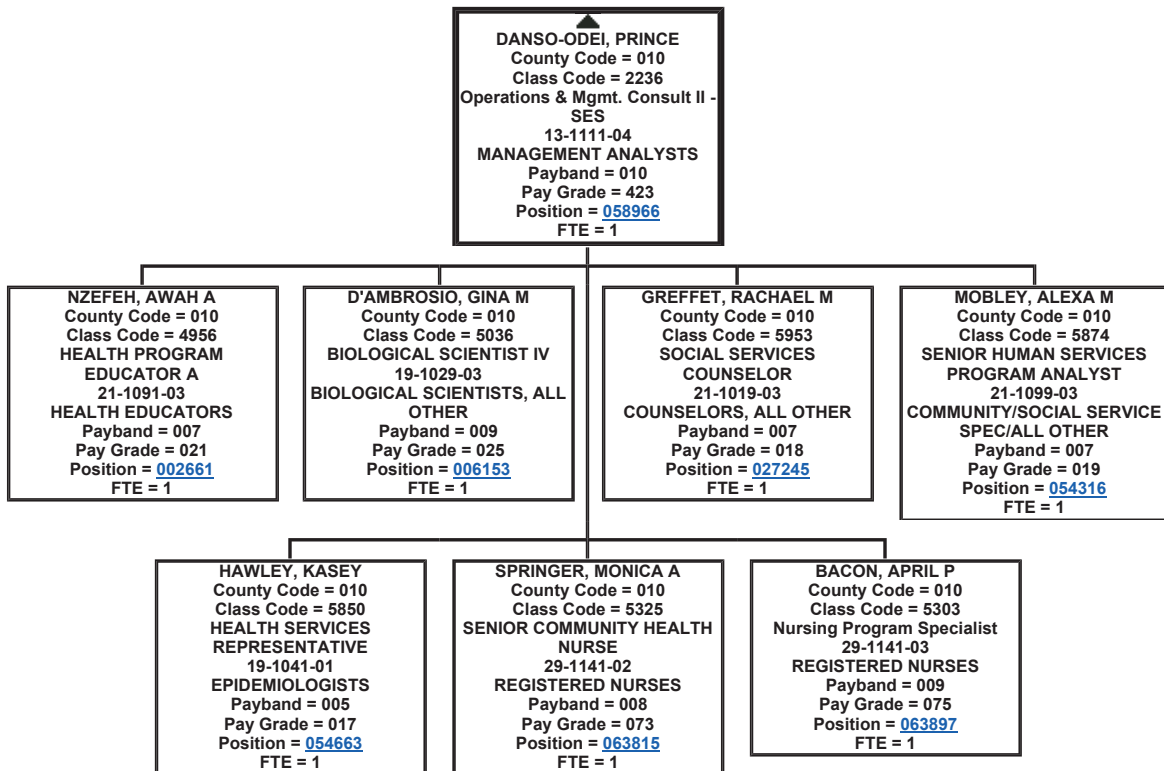 DANSO-ODEI, PRINCE
County Code = 010
Class Code = 2236
Operations & Mgmt. Consult II -
SES
13-1111-04
MANAGEMENT ANALYSTS
Payband = 010
Pay Grade = 423
Position = 058966
FTE = 1
NZEFEH, AWAH A
County Code = 010
Class Code = 4956
HEALTH PROGRAM
EDUCATOR A
21-1091-03
HEALTH EDUCATORS
Payband = 007
Pay Grade = 021
Position = 002661
FTE = 1
D'AMBROSIO, GINA M
County Code = 010
Class Code = 5036
BIOLOGICAL SCIENTIST IV
19-1029-03
BIOLOGICAL SCIENTISTS, ALL
OTHER
Payband = 009
Pay Grade = 025
Position = 006153
FTE = 1
GREFFET, RACHAEL M
County Code = 010
Class Code = 5953
SOCIAL SERVICES
COUNSELOR
21-1019-03
COUNSELORS, ALL OTHER
Payband = 007
Pay Grade = 018
Position = 027245
FTE = 1
MOBLEY, ALEXA M
County Code = 010
Class Code = 5874
SENIOR HUMAN SERVICES
PROGRAM ANALYST
21-1099-03
COMMUNITY/SOCIAL SERVICE
SPEC/ALL OTHER
Payband = 007
Pay Grade = 019
Position = 054316
FTE = 1
HAWLEY, KASEY
County Code = 010
Class Code = 5850
HEALTH SERVICES
REPRESENTATIVE
19-1041-01
EPIDEMIOLOGISTS
Payband = 005
Pay Grade = 017
Position = 054663
FTE = 1
SPRINGER, MONICA A
County Code = 010
Class Code = 5325
SENIOR COMMUNITY HEALTH
NURSE
29-1141-02
REGISTERED NURSES
Payband = 008
Pay Grade = 073
Position = 063815
FTE = 1
BACON, APRIL P
County Code = 010
Class Code = 5303
Nursing Program Specialist
29-1141-03
REGISTERED NURSES
Payband = 009
Pay Grade = 075
Position = 063897
FTE = 1